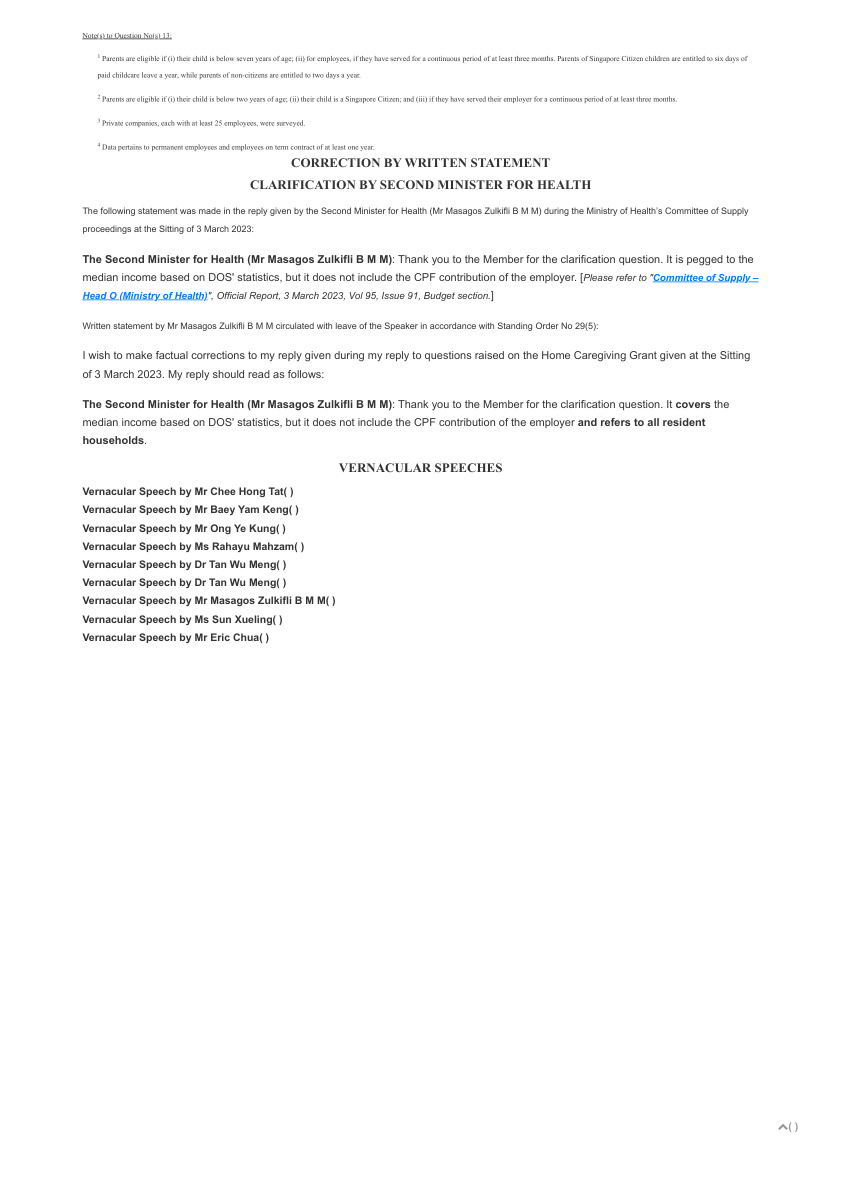 Note(s) to Question No(s) 13:
1 Parents are eligible if (i) their child is below seven years of age; (ii) for employees, if they have served for a continuous period of at least three months. Parents of Singapore Citizen children are entitled to six days of
paid childcare leave a year, while parents of non-citizens are entitled to two days a year.
2 Parents are eligible if (i) their child is below two years of age; (ii) their child is a Singapore Citizen; and (iii) if they have served their employer for a continuous period of at least three months.
3 Private companies, each with at least 25 employees, were surveyed.
4 Data pertains to permanent employees and employees on term contract of at least one year.
CORRECTION BY WRITTEN STATEMENT
CLARIFICATION BY SECOND MINISTER FOR HEALTH
The following statement was made in the reply given by the Second Minister for Health (Mr Masagos Zulkifli B M M) during the Ministry of Health's Committee of Supply
proceedings at the Sitting of 3 March 2023:
The Second Minister for Health (Mr Masagos Zulkifli B M M): Thank you to the Member for the clarification question. It is pegged to the
median income based on DOS' statistics, but it does not include the CPF contribution of the employer. [Please refer to "Committee of Supply –
Head O (Ministry of Health)", Official Report, 3 March 2023, Vol 95, Issue 91, Budget section.]
Written statement by Mr Masagos Zulkifli B M M circulated with leave of the Speaker in accordance with Standing Order No 29(5):
I wish to make factual corrections to my reply given during my reply to questions raised on the Home Caregiving Grant given at the Sitting
of 3 March 2023. My reply should read as follows:
The Second Minister for Health (Mr Masagos Zulkifli B M M): Thank you to the Member for the clarification question. It covers the
median income based on DOS' statistics, but it does not include the CPF contribution of the employer and refers to all resident
households.
VERNACULAR SPEECHES
Vernacular Speech by Mr Chee Hong Tat( )
Vernacular Speech by Mr Baey Yam Keng( )
Vernacular Speech by Mr Ong Ye Kung( )
Vernacular Speech by Ms Rahayu Mahzam( )
Vernacular Speech by Dr Tan Wu Meng( )
Vernacular Speech by Dr Tan Wu Meng( )
Vernacular Speech by Mr Masagos Zulkifli B M M( )
Vernacular Speech by Ms Sun Xueling( )
Vernacular Speech by Mr Eric Chua( )
( )